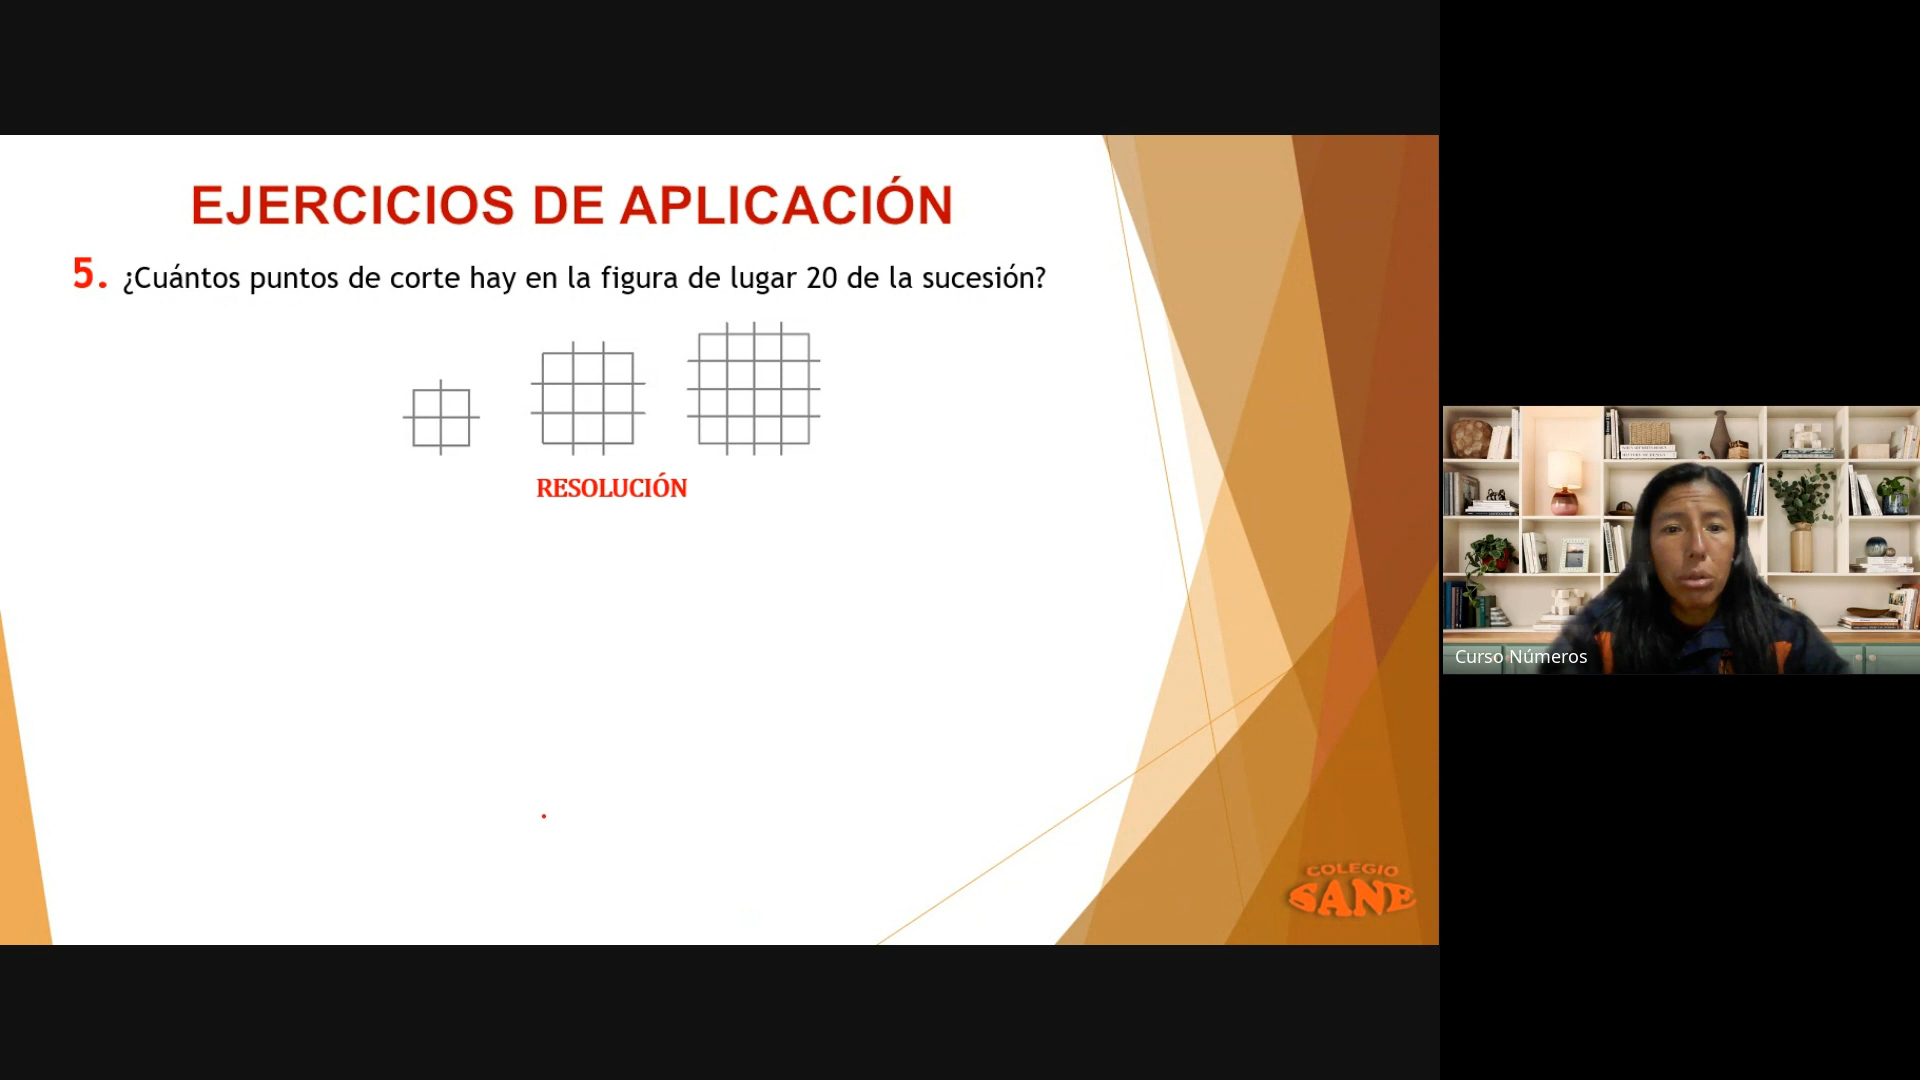 EJERCICIOS DE APLICACIÓN
5. ¿Cuántos puntos de corte hay en la figura de lugar 20 de la sucesión?
RESOLUCIÓN
COLEGIO
SANE
Curso Números